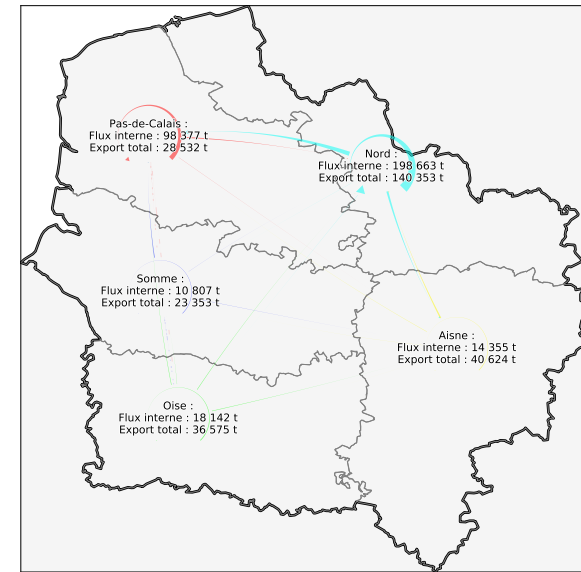 Pas-de-Calais :
Flux interne : 98 377 t
Export total : 28 532 t
Nord :
Flux interne : 198 663 t
Export total : 140 353 t
Somme :
Flux interne : 10 807 t
Export total : 23 353 t
Aisne :
Flux interne : 14 355 t
Export total : 40 624 t
Oise :
Flux interne : 18 142 t
Export total : 36 575 t